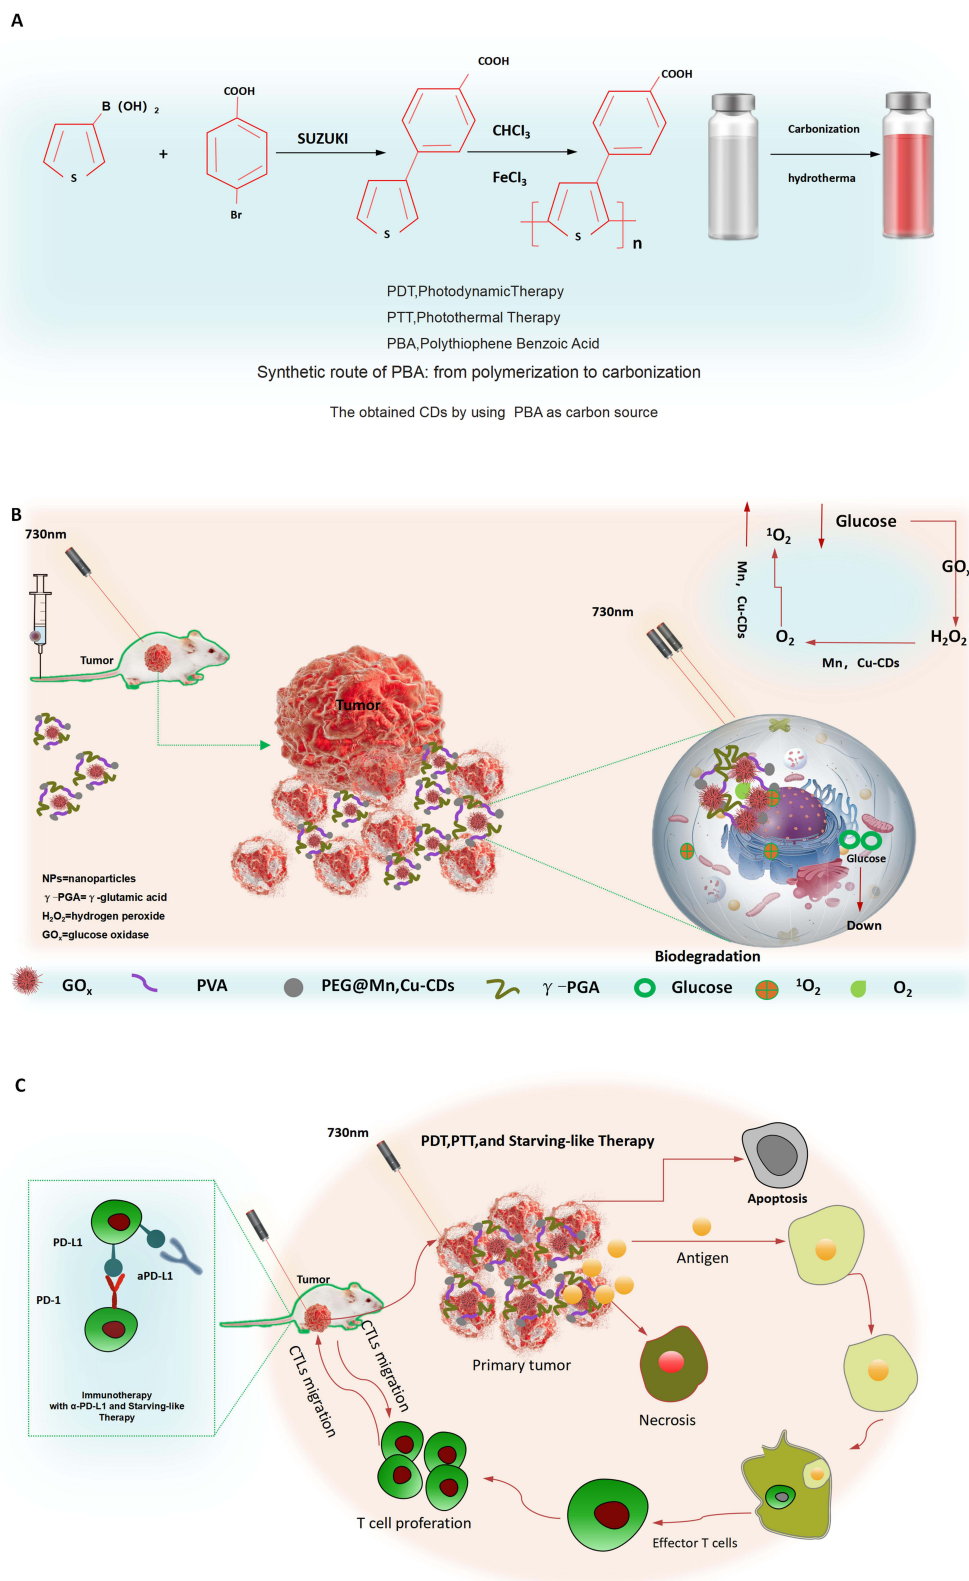 A
COOH
COOH
B (OH) 2
COOH
SUZUKI
CHCl3
FeCl3
Carbonization
hydrotherma
+
S
Br
S
S
n
PDT,PhotodynamicTherapy
PTT,Photothermal Therapy
PBA,Polythiophene Benzoic Acid
Synthetic route of PBA: from polymerization to carbonization
The obtained CDs by using PBA as carbon source
B
730nm
Glucose
1O2
Mn, Cu-CDs
GOx
O2
H2O2
Mn, Cu-CDs
730nm
Tumor
Tumor
Glucose
Down
NPs=nanoparticles
γ-PGA=γ-glutamic acid
H2O2=hydrogen peroxide
GOx=glucose oxidase
Biodegradation
GOx
PVA
PEG@Mn,Cu-CDs
γ-PGA
Glucose
1O2
O2
C
730nm
PDT,PTT,and Starving-like Therapy
Apoptosis
PD-L1
aPD-L1
PD-1
Tumor
Antigen
CTLs migration
CTLs migration
Primary tumor
Necrosis
Immunotherapy
with α-PD-L1 and Starving-like
Therapy
T cell proferation
Effector T cells